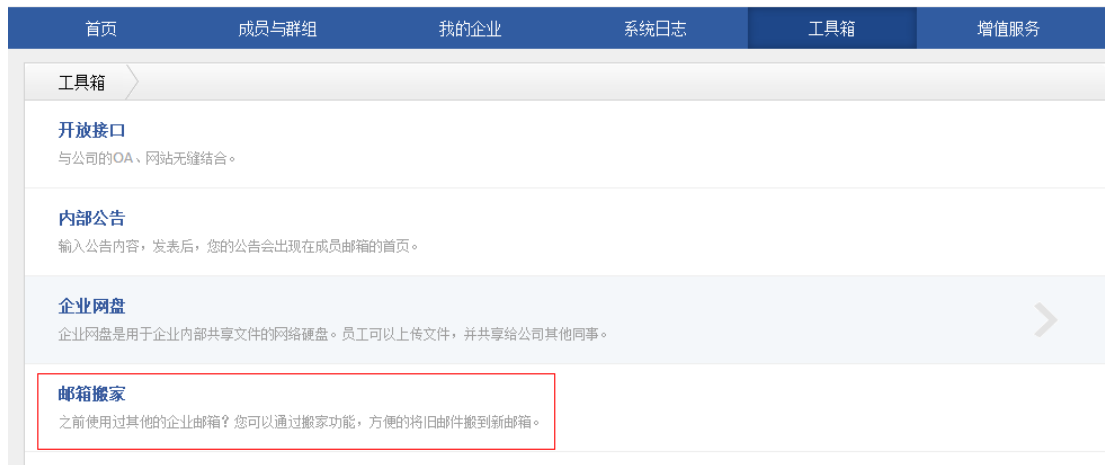 首页 成员与群组 我的企业 系统日志 工具箱 增值服务
工具箱
开放接口
与公司的OA、网站无缝结合。
内部公告
输入公告内容，发表后，您的公告会出现在成员邮箱的首页。
企业网盘
企业网盘是用于企业内部共享文件的网络硬盘。员工可以上传文件，并共享给公司其他同事。
邮箱搬家
之前使用过其他的企业邮箱？您可以通过搬家功能，方便的将旧邮件搬到新邮箱。